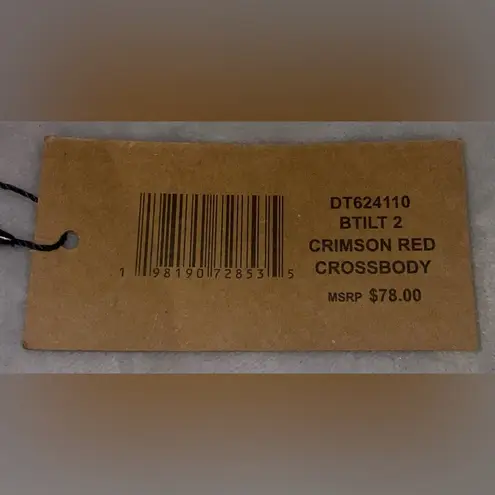 DT624110
BTILT 2
CRIMSON RED
CROSSBODY
MSRP $78.00
1 98190 72853 5